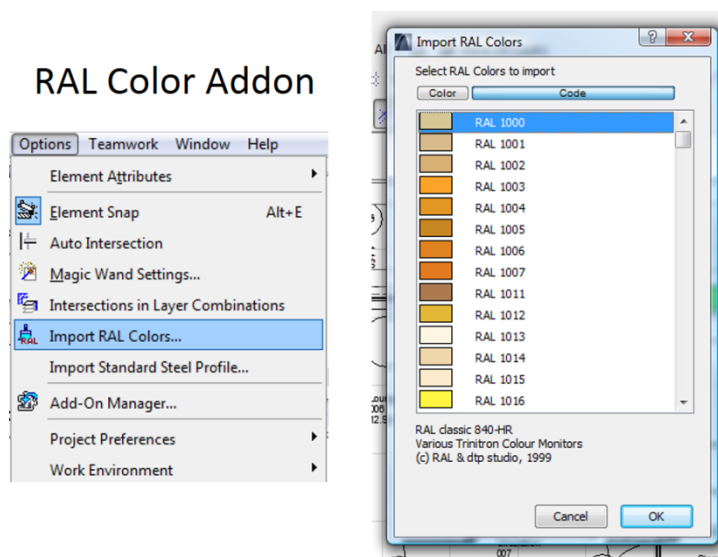 RAL Color Addon
Options Teamwork Window Help
Element Attributes
Element Snap Alt+E
Auto Intersection
Magic Wand Settings...
Intersections in Layer Combinations
RAL Import RAL Colors...
Import Standard Steel Profile...
Add-On Manager...
Project Preferences
Work Environment
Import RAL Colors
Select RAL Colors to import
Color Code
RAL 1000
RAL 1001
RAL 1002
RAL 1003
RAL 1004
RAL 1005
RAL 1006
RAL 1007
RAL 1011
RAL 1012
RAL 1013
RAL 1014
RAL 1015
RAL 1016
RAL classic 840-HR
Various Trinitron Colour Monitors
(c) RAL & dtp studio, 1999
Cancel OK
007